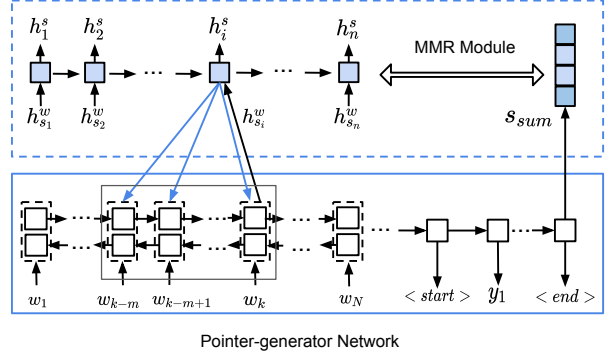 h_1^s h_2^s h_i^s h_n^s
MMR Module
... ...
h_{s_1}^w h_{s_2}^w h_{s_i}^w h_{s_n}^w s_{sum}
... ... ... ... ...
... ... ...
w_1 w_{k-m} w_{k-m+1} w_k w_N < start > y_1 < end >
Pointer-generator Network